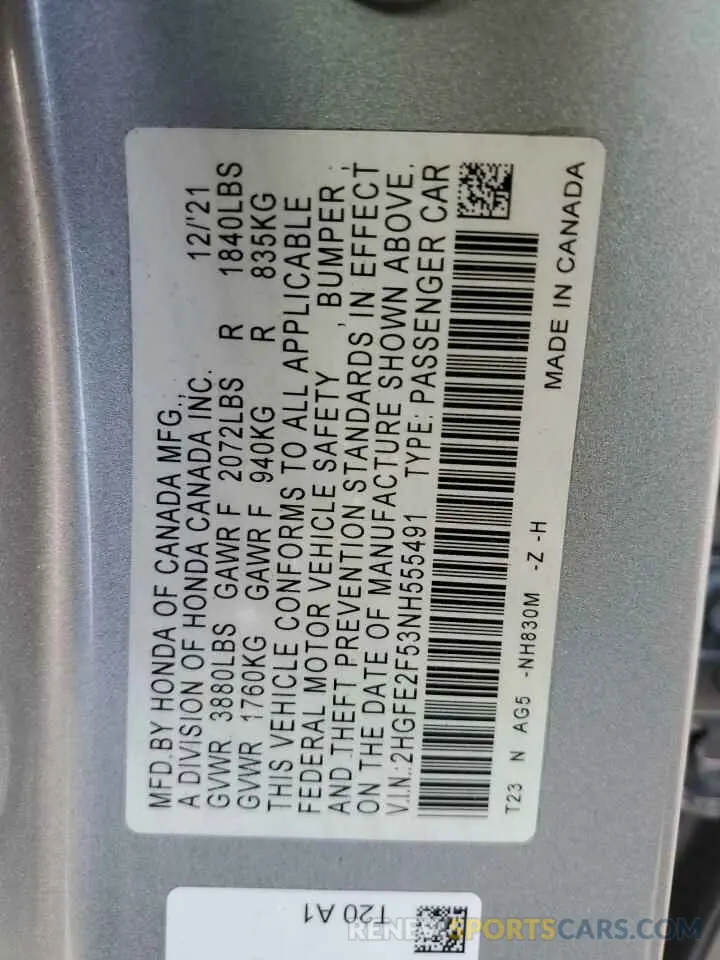 MFD.BY HONDA OF CANADA MFG.,
A DIVISION OF HONDA CANADA INC. 12/'21
GVWR 3880LBS GAWR F 2072LBS R 1840LBS
GVWR 1760KG GAWR F 940KG R 835KG
THIS VEHICLE CONFORMS TO ALL APPLICABLE
FEDERAL MOTOR VEHICLE SAFETY, BUMPER,
AND THEFT PREVENTION STANDARDS IN EFFECT
ON THE DATE OF MANUFACTURE SHOWN ABOVE.
V.I.N.:2HGFE2F53NH555491 TYPE: PASSENGER CAR
T23 N AG5 -NH830M -Z -H
MADE IN CANADA
T20 A1
RENEWSPORTSCARS.COM